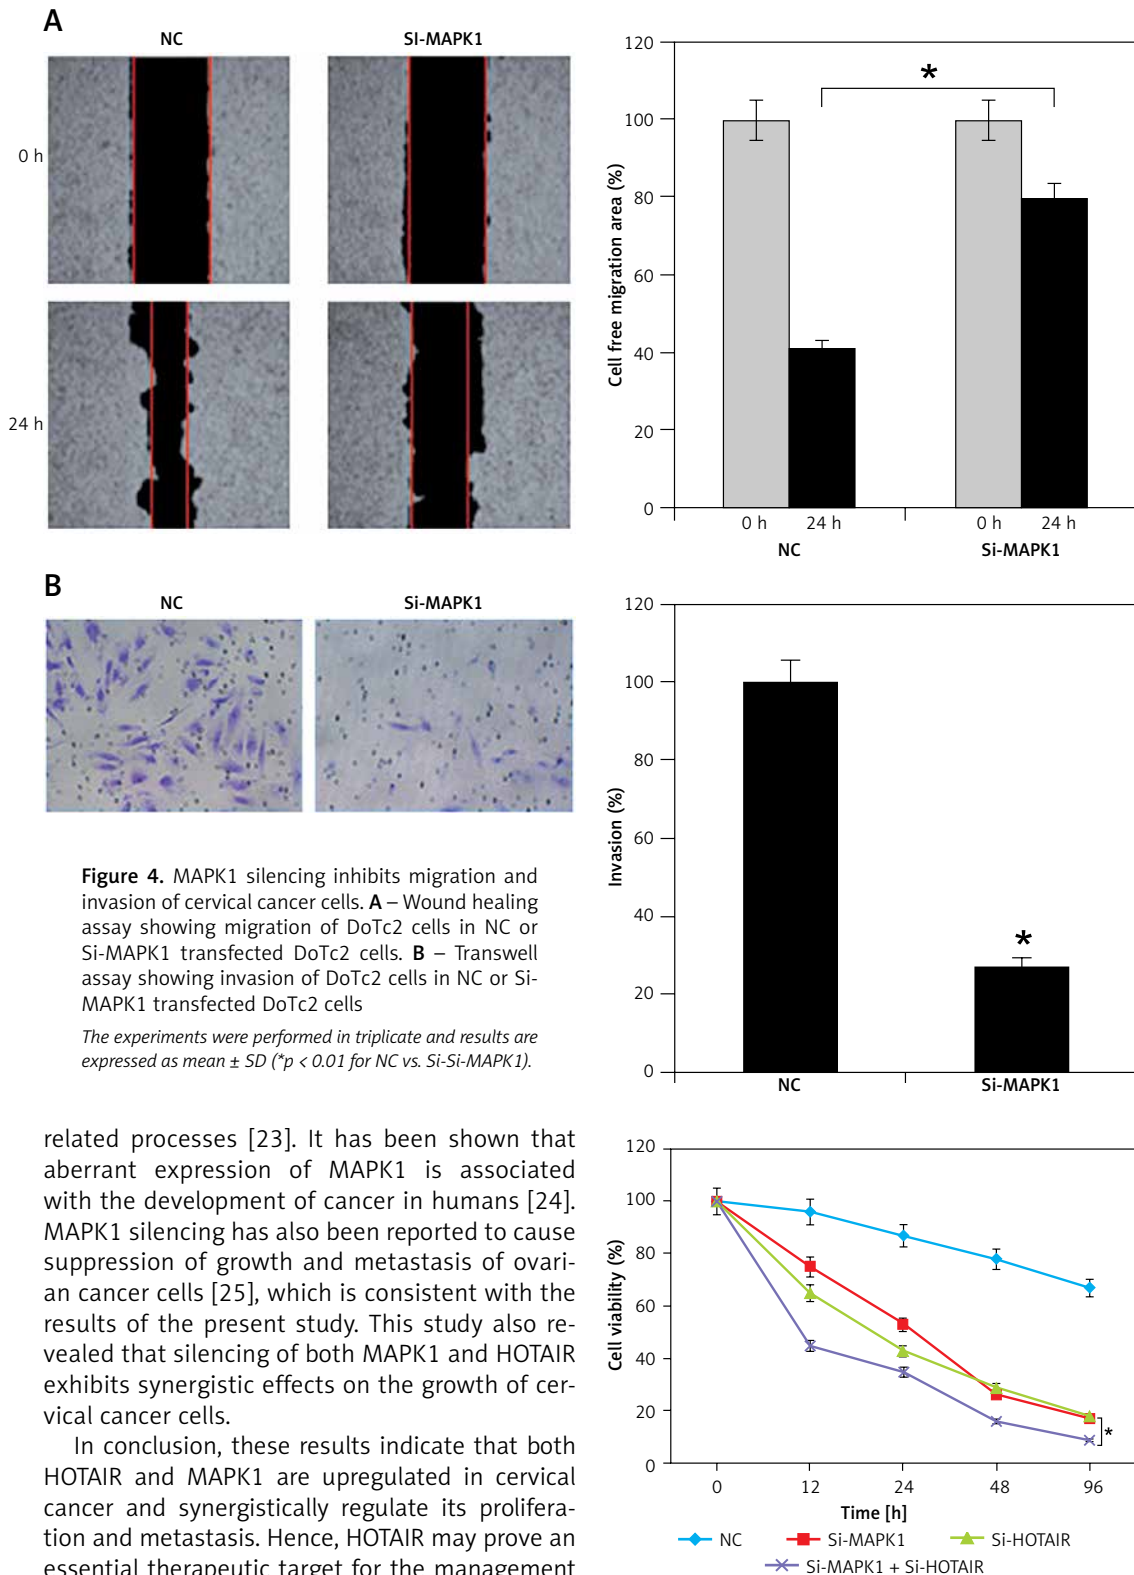 A
NC
SI-MAPK1
0 h
24 h
120
100
80
60
40
20
0
Cell free migration area (%)
*
0 h
24 h
0 h
24 h
NC
Si-MAPK1
B
NC
Si-MAPK1
120
100
80
60
40
20
0
Invasion (%)
*
NC
Si-MAPK1
Figure 4. MAPK1 silencing inhibits migration and
invasion of cervical cancer cells. A – Wound healing
assay showing migration of DoTc2 cells in NC or
Si-MAPK1 transfected DoTc2 cells. B – Transwell
assay showing invasion of DoTc2 cells in NC or Si-
MAPK1 transfected DoTc2 cells
The experiments were performed in triplicate and results are
expressed as mean ± SD (*p < 0.01 for NC vs. Si-Si-MAPK1).
related processes [23]. It has been shown that
aberrant expression of MAPK1 is associated
with the development of cancer in humans [24].
MAPK1 silencing has also been reported to cause
suppression of growth and metastasis of ovari-
an cancer cells [25], which is consistent with the
results of the present study. This study also re-
vealed that silencing of both MAPK1 and HOTAIR
exhibits synergistic effects on the growth of cer-
vical cancer cells.
In conclusion, these results indicate that both
HOTAIR and MAPK1 are upregulated in cervical
cancer and synergistically regulate its prolifera-
tion and metastasis. Hence, HOTAIR may prove an
essential therapeutic target for the management
120
100
80
60
40
20
0
Cell viability (%)
*
0
12
24
48
96
Time [h]
NC
Si-MAPK1
Si-HOTAIR
Si-MAPK1 + Si-HOTAIR